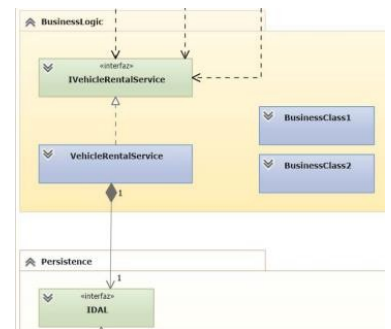 BusinessLogic
«interfaz»
IVehicleRentalService
BusinessClass1
VehicleRentalService
BusinessClass2
1
Persistence
1
«interfaz»
IDAL